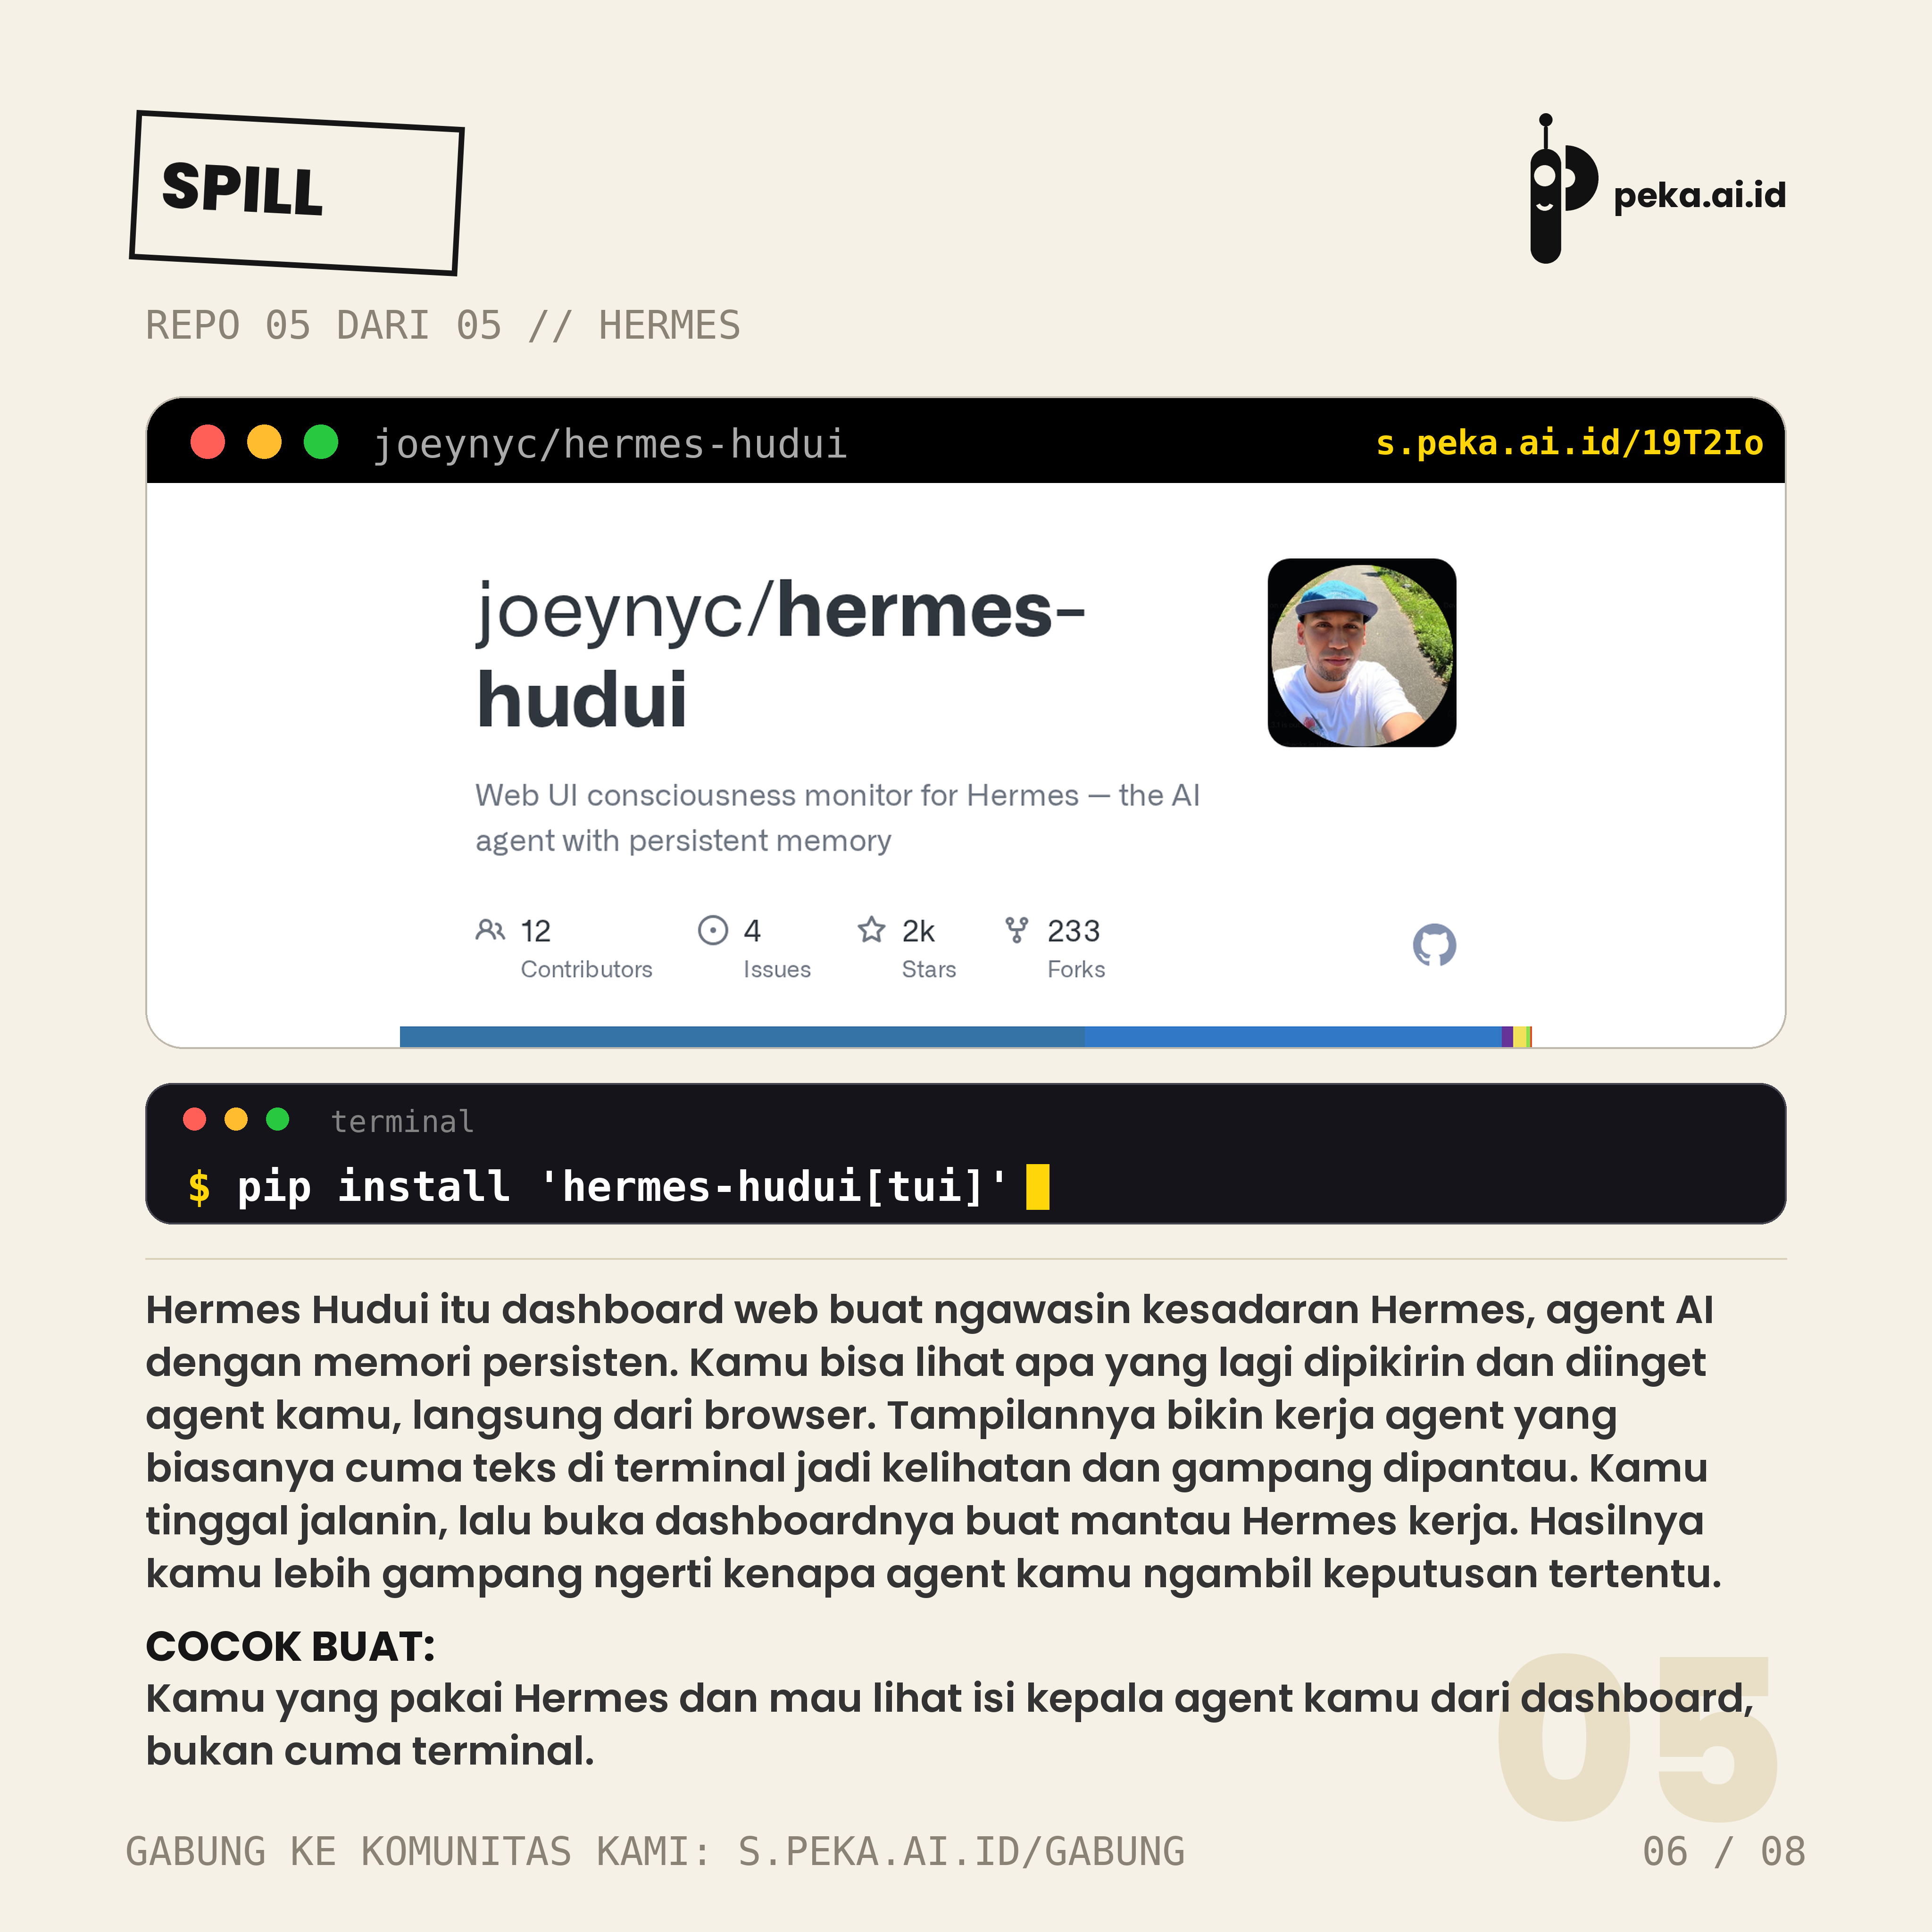 SPILL
peka.ai.id
REPO 05 DARI 05 // HERMES
joeynyc/hermes-hudui
s.peka.ai.id/19T2Io
joeynyc/hermes-
hudui
Web UI consciousness monitor for Hermes — the AI
agent with persistent memory
12 4 2k 233
Contributors Issues Stars Forks
terminal
$ pip install 'hermes-hudui[tui]'
Hermes Hudui itu dashboard web buat ngawasin kesadaran Hermes, agent AI
dengan memori persisten. Kamu bisa lihat apa yang lagi dipikirin dan diinget
agent kamu, langsung dari browser. Tampilannya bikin kerja agent yang
biasanya cuma teks di terminal jadi kelihatan dan gampang dipantau. Kamu
tinggal jalanin, lalu buka dashboardnya buat mantau Hermes kerja. Hasilnya
kamu lebih gampang ngerti kenapa agent kamu ngambil keputusan tertentu.
COCOK BUAT:
Kamu yang pakai Hermes dan mau lihat isi kepala agent kamu dari dashboard,
bukan cuma terminal.
05
GABUNG KE KOMUNITAS KAMI: S.PEKA.AI.ID/GABUNG
06 / 08